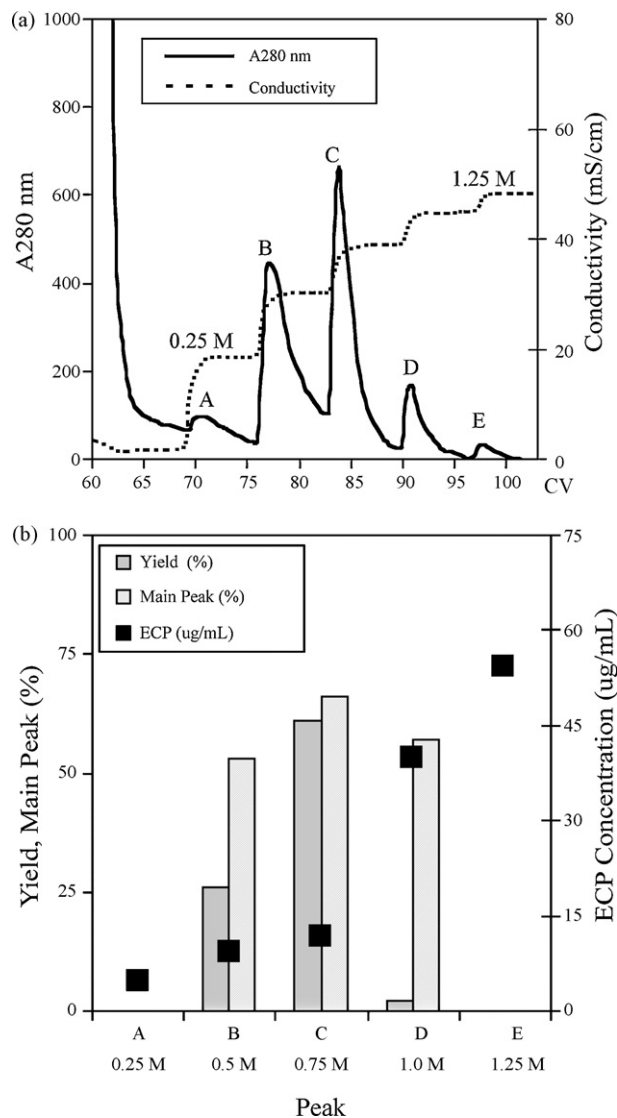 (a)
A280 nm
Conductivity
1000
800
600
400
200
0
A280 nm
80
60
40
20
0
Conductivity (mS/cm)
0.25 M
1.25 M
A
B
C
D
E
60 65 70 75 80 85 90 95 100 CV
(b)
Yield (%)
Main Peak (%)
ECP (ug/mL)
100
75
50
25
0
Yield, Main Peak (%)
75
60
45
30
15
0
ECP Concentration (ug/mL)
A B C D E
0.25 M 0.5 M 0.75 M 1.0 M 1.25 M
Peak